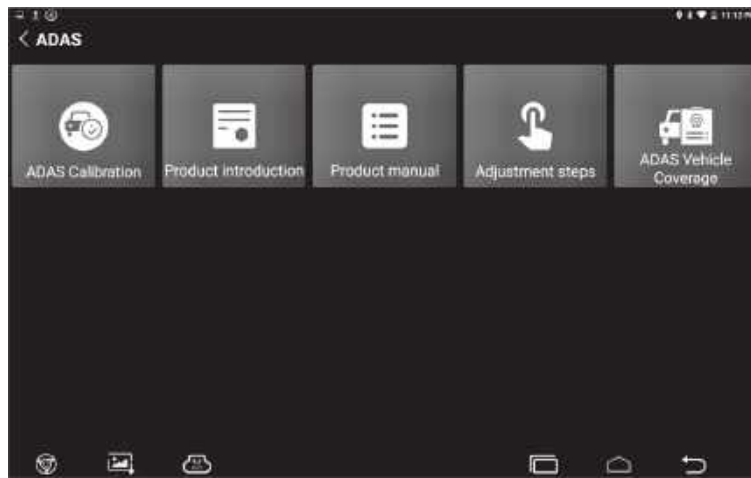 ADAS
ADAS Calibration
Product introduction
Product manual
Adjustment steps
ADAS Vehicle
Coverage